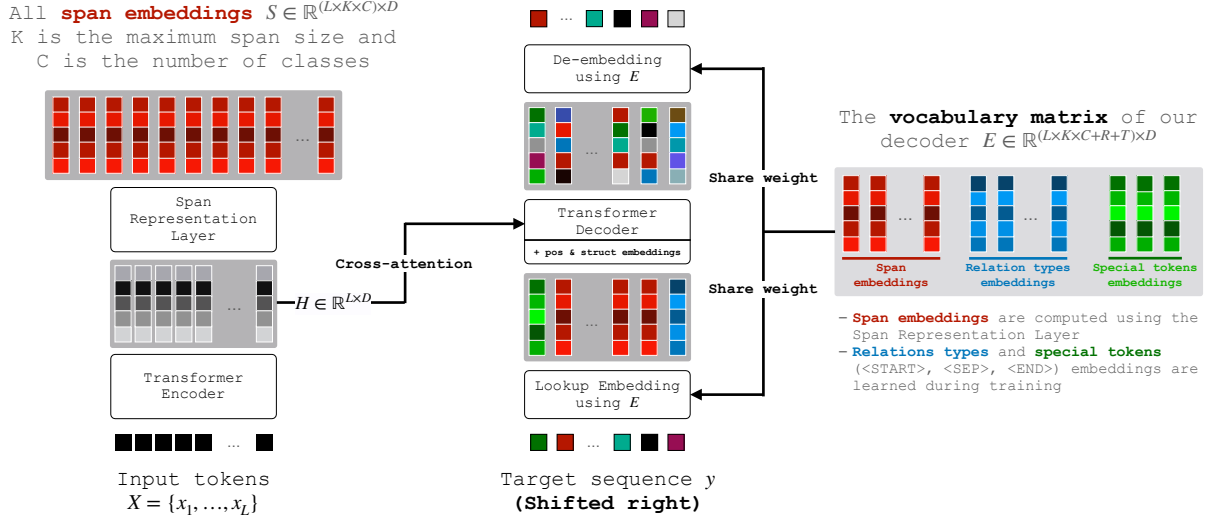 All span embeddings S ∈ ℝ^{(L×K×C)×D}
K is the maximum span size and
C is the number of classes
...
Span
Representation
Layer
...
H ∈ ℝ^{L×D}
Transformer
Encoder
...
Input tokens
X = {x_1, …, x_L}
Cross-attention
...
De-embedding
using E
...
Transformer
Decoder
+ pos & struct embeddings
...
Lookup Embedding
using E
...
Target sequence y
(Shifted right)
Share weight
Share weight
The vocabulary matrix of our
decoder E ∈ ℝ^{(L×K×C+R+T)×D}
...
...
Span
embeddings
Relation types
embeddings
Special tokens
embeddings
– Span embeddings are computed using the
Span Representation Layer
– Relations types and special tokens
(<START>, <SEP>, <END>) embeddings are
learned during training